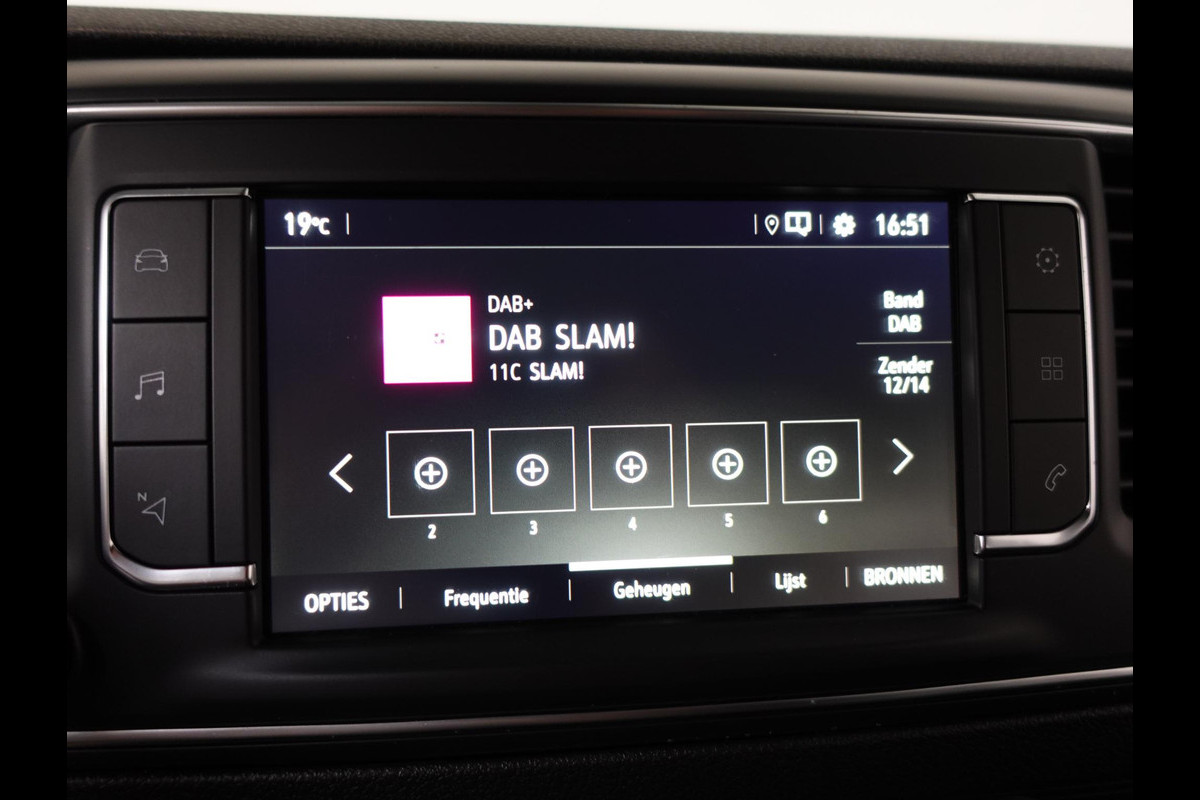 19°C
16:51
DAB+
DAB SLAM!
11C SLAM!
Band
DAB
Zender
12/14
N
2 3 4 5 6
OPTIES Frequentie Geheugen Lijst BRONNEN